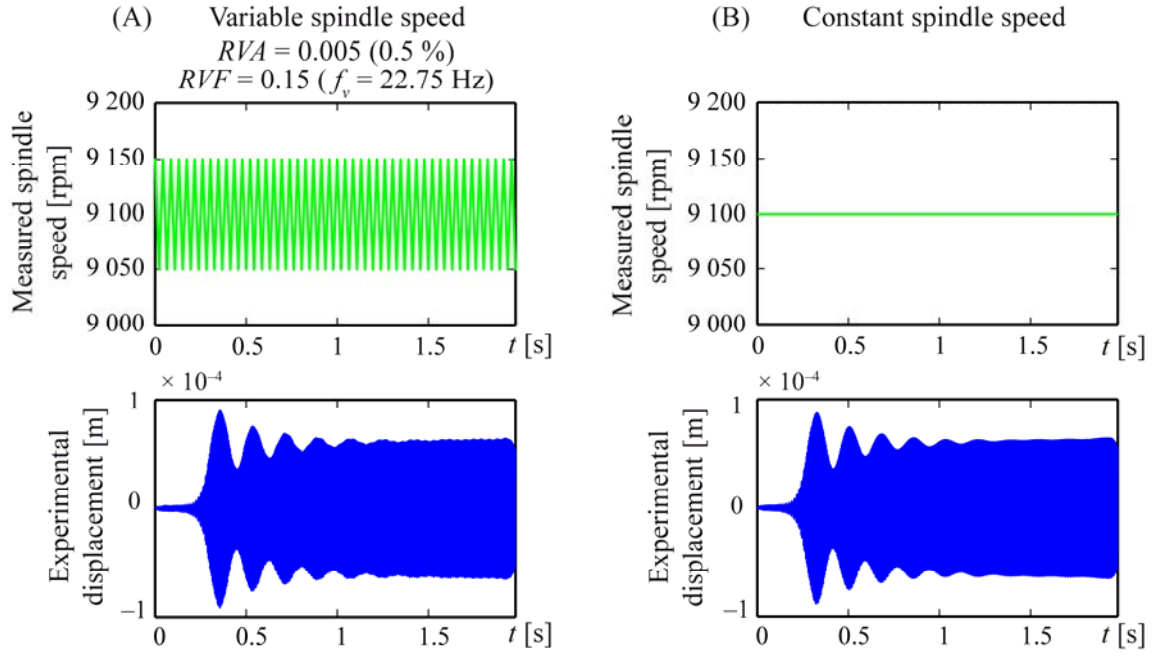 (A) Variable spindle speed
RVA = 0.005 (0.5 %)
RVF = 0.15 ( f_v = 22.75 Hz)
Measured spindle
speed [rpm]
9 200
9 150
9 100
9 050
9 000
0 0.5 1 1.5 t [s]
× 10⁻⁴
Experimental
displacement [m]
1
0
−1
0 0.5 1 1.5 t [s]
(B) Constant spindle speed
Measured spindle
speed [rpm]
9 200
9 150
9 100
9 050
9 000
0 0.5 1 1.5 t [s]
× 10⁻⁴
Experimental
displacement [m]
1
0
−1
0 0.5 1 1.5 t [s]